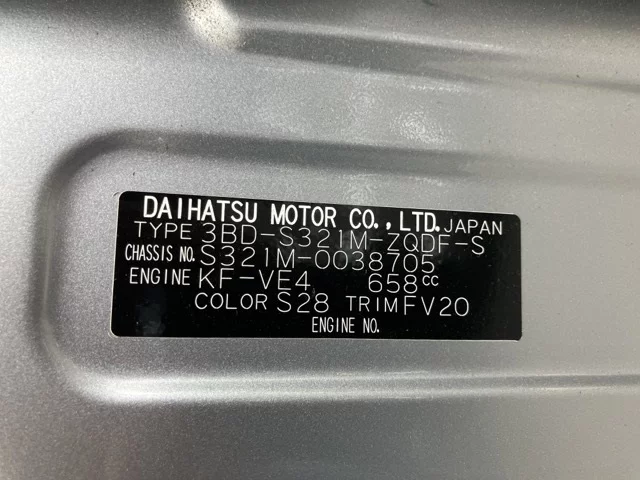 DAIHATSU MOTOR CO.,LTD. JAPAN
TYPE 3BD-S321M-ZQDF-S
CHASSIS NO. S321M-0038705
ENGINE KF-VE4 658cc
COLOR S28 TRIM FV20
ENGINE NO.